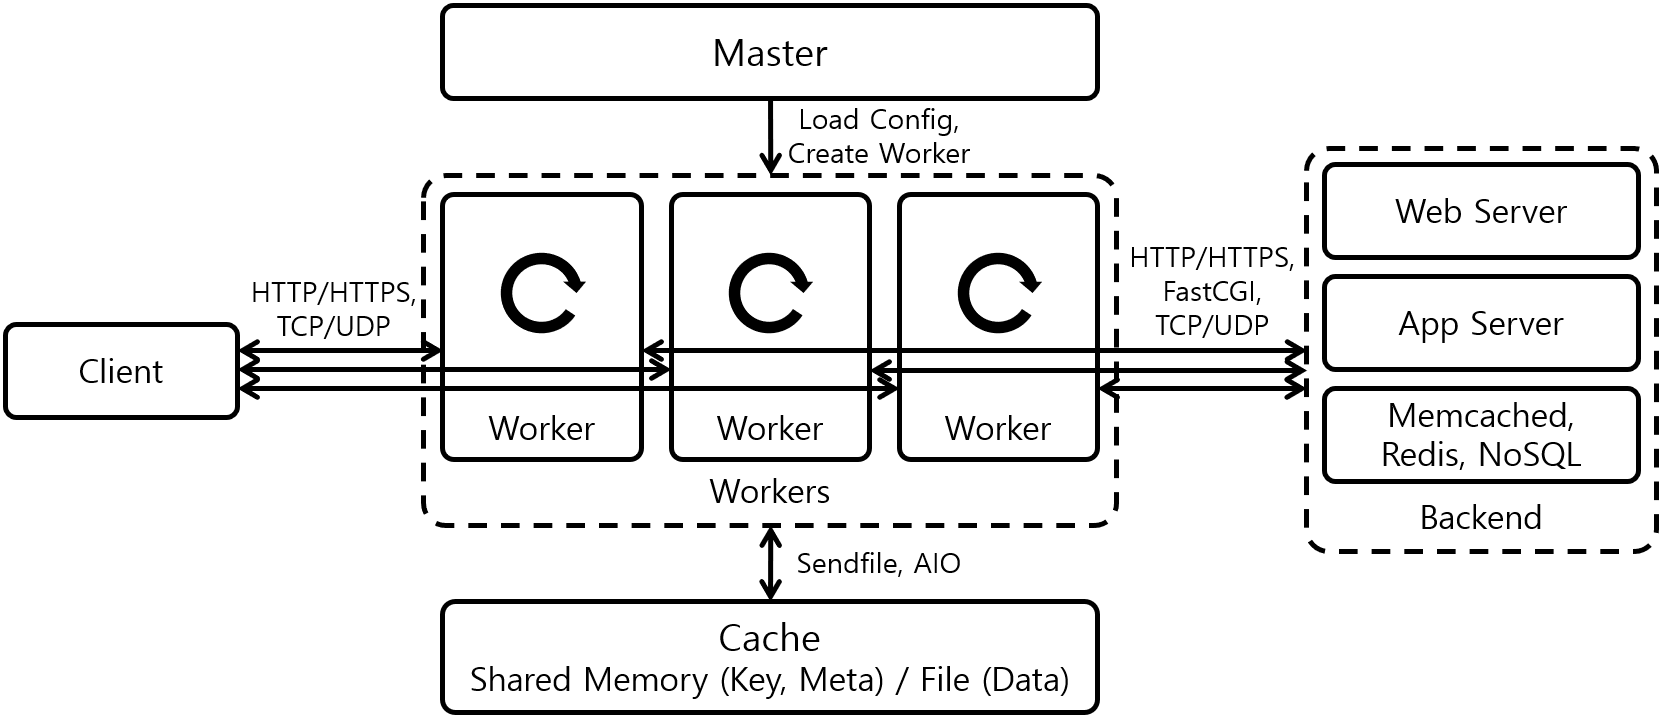 Master
Load Config,
Create Worker
HTTP/HTTPS,
TCP/UDP
Client
Worker
Worker
Worker
Workers
HTTP/HTTPS,
FastCGI,
TCP/UDP
Web Server
App Server
Memcached,
Redis, NoSQL
Backend
Sendfile, AIO
Cache
Shared Memory (Key, Meta) / File (Data)